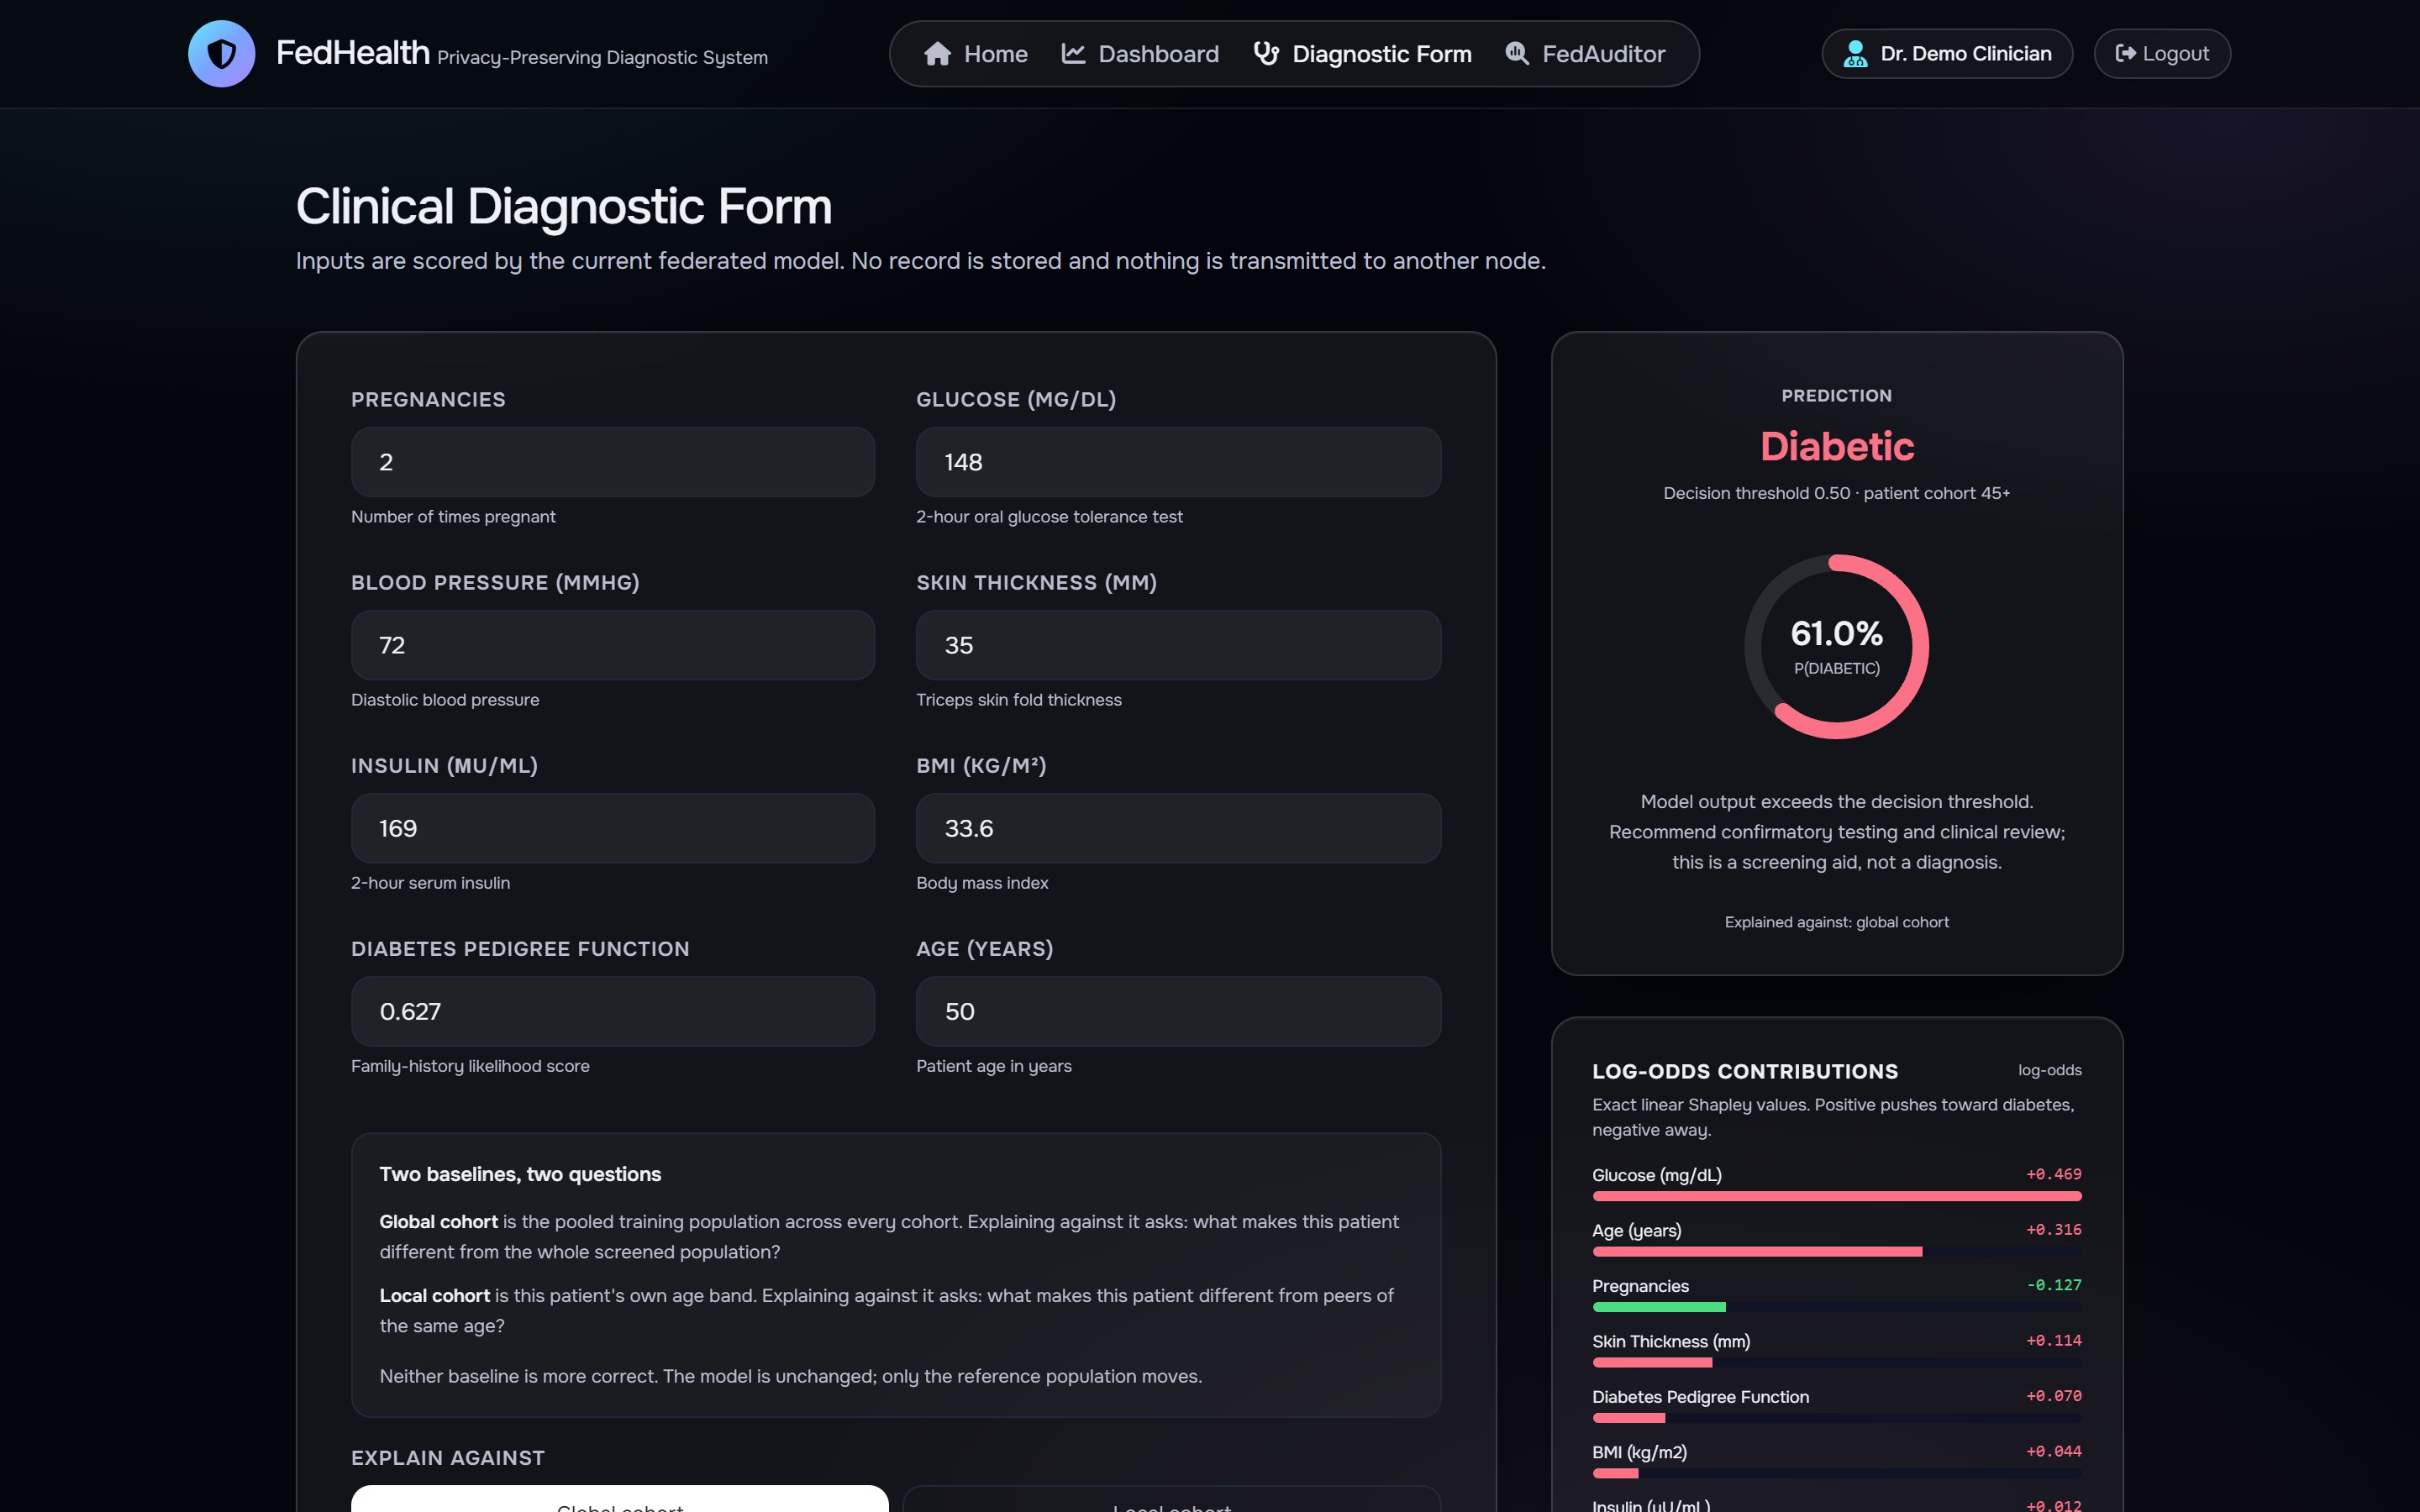 FedHealth Privacy-Preserving Diagnostic System
Home
Dashboard
Diagnostic Form
FedAuditor
Dr. Demo Clinician
Logout
Clinical Diagnostic Form
Inputs are scored by the current federated model. No record is stored and nothing is transmitted to another node.
PREGNANCIES
2
Number of times pregnant
GLUCOSE (MG/DL)
148
2-hour oral glucose tolerance test
BLOOD PRESSURE (MMHG)
72
Diastolic blood pressure
SKIN THICKNESS (MM)
35
Triceps skin fold thickness
INSULIN (ΜU/ML)
169
2-hour serum insulin
BMI (KG/M²)
33.6
Body mass index
DIABETES PEDIGREE FUNCTION
0.627
Family-history likelihood score
AGE (YEARS)
50
Patient age in years
Two baselines, two questions
Global cohort is the pooled training population across every cohort. Explaining against it asks: what makes this patient
different from the whole screened population?
Local cohort is this patient's own age band. Explaining against it asks: what makes this patient different from peers of
the same age?
Neither baseline is more correct. The model is unchanged; only the reference population moves.
EXPLAIN AGAINST
Global cohort
Local cohort
PREDICTION
Diabetic
Decision threshold 0.50 · patient cohort 45+
61.0%
P(DIABETIC)
Model output exceeds the decision threshold.
Recommend confirmatory testing and clinical review;
this is a screening aid, not a diagnosis.
Explained against: global cohort
LOG-ODDS CONTRIBUTIONS
log-odds
Exact linear Shapley values. Positive pushes toward diabetes,
negative away.
Glucose (mg/dL) +0.469
Age (years) +0.316
Pregnancies -0.127
Skin Thickness (mm) +0.114
Diabetes Pedigree Function +0.070
BMI (kg/m2) +0.044
Insulin (μU/mL) +0.012